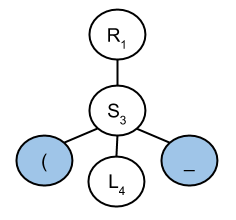 R₁
S₃
( L₄ _